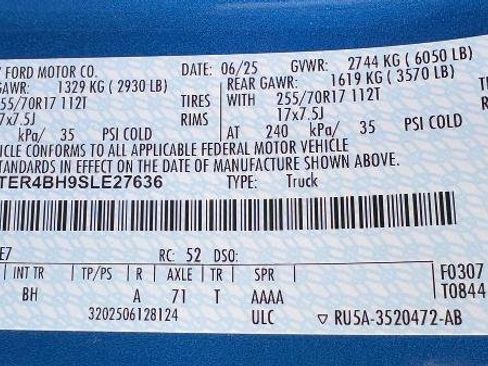 FORD MOTOR CO. DATE: 06/25 GVWR: 2744 KG ( 6050 LB)
GAWR: 1329 KG ( 2930 LB) REAR GAWR: 1619 KG ( 3570 LB)
255/70R17 112T TIRES WITH 255/70R17 112T
17x7.5J RIMS 17x7.5J
kPa/ 35 PSI COLD AT 240 kPa/ 35 PSI COLD
ICLE CONFORMS TO ALL APPLICABLE FEDERAL MOTOR VEHICLE
STANDARDS IN EFFECT ON THE DATE OF MANUFACTURE SHOWN ABOVE.
TER4BH9SLE27636 TYPE: Truck
E7 RC: 52 DSO:
INT TR TP/PS R AXLE TR SPR F0307
BH A 71 T AAAA T0844
3202506128124 ULC ▽ RU5A-3520472-AB